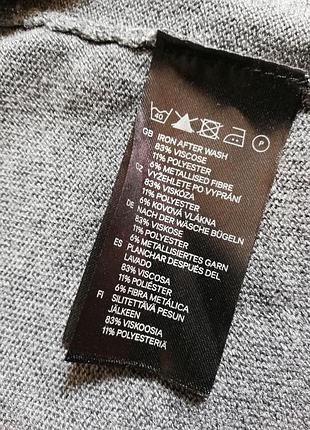 40 P
GB IRON AFTER WASH
83% VISCOSE
11% POLYESTER
6% METALLISED FIBRE
CZ VYŽEHLETE PO VYPRÁNÍ
83% VISKÓZA
11% POLYESTER
6% KOVOVÁ VLÁKNA
DE NACH DER WÄSCHE BÜGELN
83% VISKOSE
11% POLYESTER
6% METALLISIERTES GARN
ES PLANCHAR DESPUÉS DEL
LAVADO
83% VISCOSA
11% POLIÉSTER
6% FIBRA METÁLICA
FI SILITETTÄVÄ PESUN
JÄLKEEN
83% VISKOOSIA
11% POLYESTERIÄ